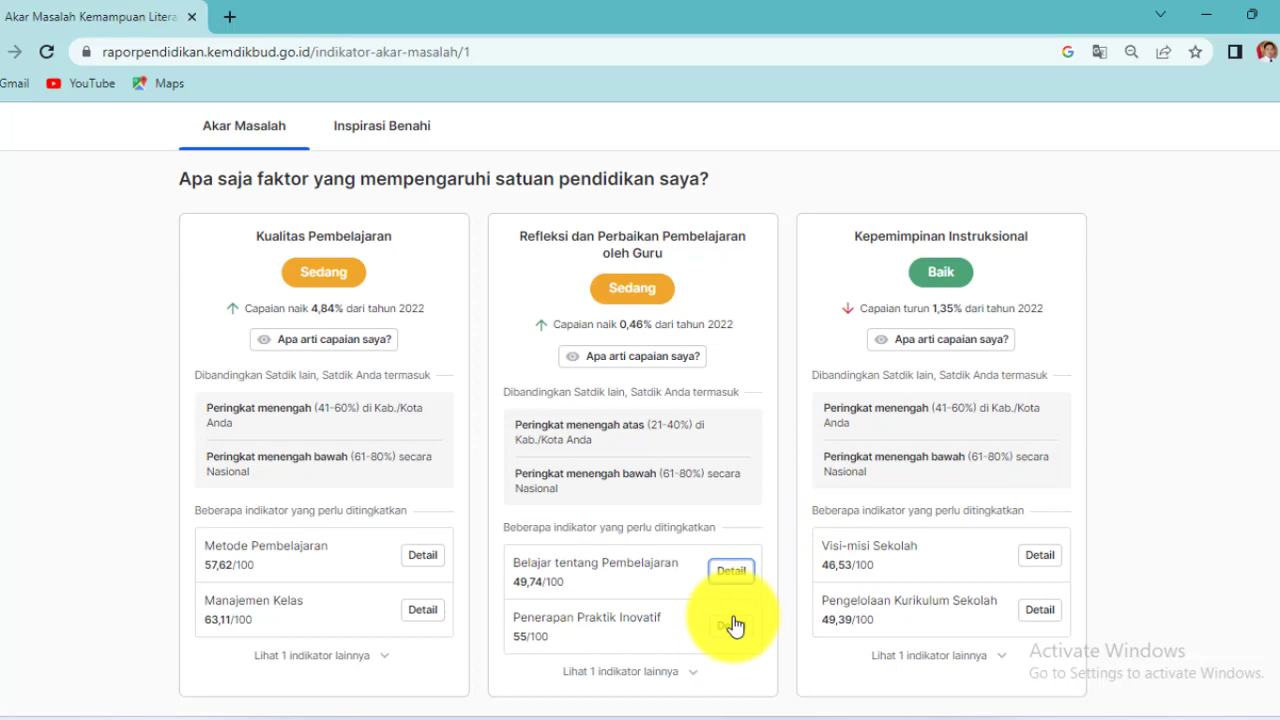 Akar Masalah Kemampuan Litera
raporpendidikan.kemdikbud.go.id/indikator-akar-masalah/1
Gmail YouTube Maps
Akar Masalah Inspirasi Benahi
Apa saja faktor yang mempengaruhi satuan pendidikan saya?
Kualitas Pembelajaran
Sedang
Capaian naik 4,84% dari tahun 2022
Apa arti capaian saya?
Dibandingkan Satdik lain, Satdik Anda termasuk
Peringkat menengah (41-60%) di Kab./Kota
Anda
Peringkat menengah bawah (61-80%) secara
Nasional
Beberapa indikator yang perlu ditingkatkan
Metode Pembelajaran
57,62/100
Detail
Manajemen Kelas
63,11/100
Detail
Lihat 1 indikator lainnya
Refleksi dan Perbaikan Pembelajaran
oleh Guru
Sedang
Capaian naik 0,46% dari tahun 2022
Apa arti capaian saya?
Dibandingkan Satdik lain, Satdik Anda termasuk
Peringkat menengah atas (21-40%) di
Kab./Kota Anda
Peringkat menengah bawah (61-80%) secara
Nasional
Beberapa indikator yang perlu ditingkatkan
Belajar tentang Pembelajaran
49,74/100
Detail
Penerapan Praktik Inovatif
55/100
Lihat 1 indikator lainnya
Kepemimpinan Instruksional
Baik
Capaian turun 1,35% dari tahun 2022
Apa arti capaian saya?
Dibandingkan Satdik lain, Satdik Anda termasuk
Peringkat menengah (41-60%) di Kab./Kota
Anda
Peringkat menengah bawah (61-80%) secara
Nasional
Beberapa indikator yang perlu ditingkatkan
Visi-misi Sekolah
46,53/100
Detail
Pengelolaan Kurikulum Sekolah
49,39/100
Detail
Lihat 1 indikator lainnya
Activate Windows
Go to Settings to activate Windows.